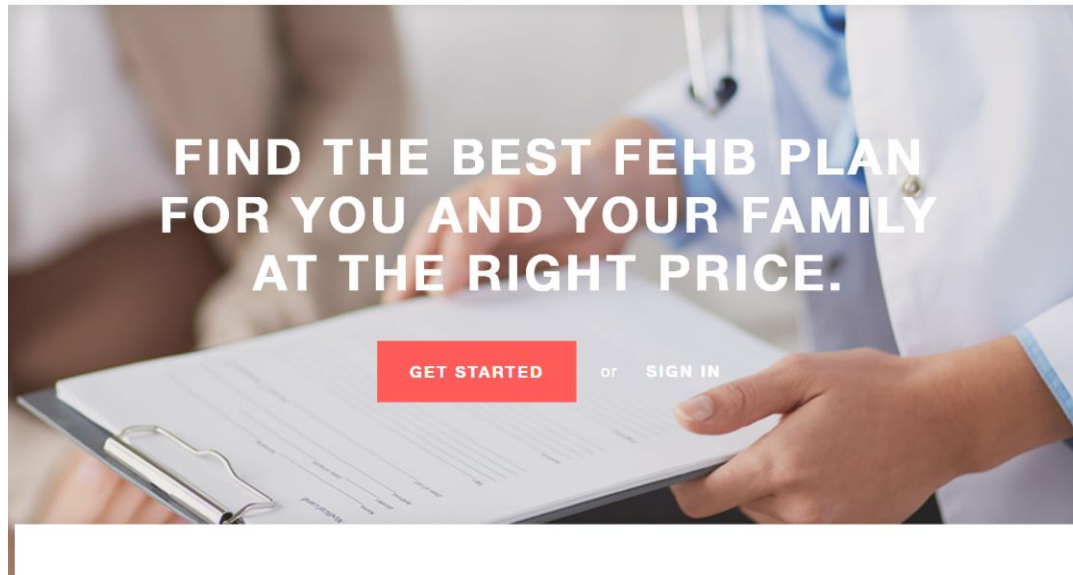 FIND THE BEST FEHB PLAN
FOR YOU AND YOUR FAMILY
AT THE RIGHT PRICE.
GET STARTED or SIGN IN